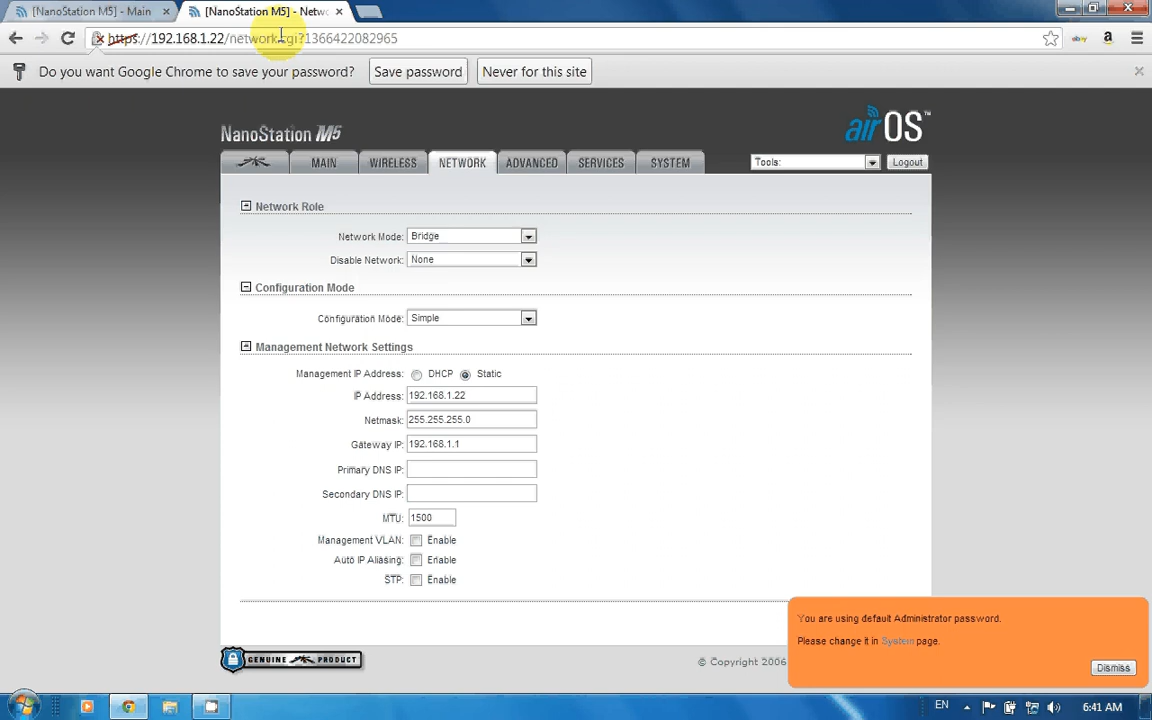 [NanoStation M5] - Main
[NanoStation M5] - Netwo
https://192.168.1.22/network.cgi?1366422082965
Do you want Google Chrome to save your password?
Save password
Never for this site
NanoStation M5
airOS™
MAIN
WIRELESS
NETWORK
ADVANCED
SERVICES
SYSTEM
Tools:
Logout
Network Role
Network Mode: Bridge
Disable Network: None
Configuration Mode
Configuration Mode: Simple
Management Network Settings
Management IP Address: DHCP Static
IP Address: 192.168.1.22
Netmask: 255.255.255.0
Gateway IP: 192.168.1.1
Primary DNS IP:
Secondary DNS IP:
MTU: 1500
Management VLAN: Enable
Auto IP Aliasing: Enable
STP: Enable
You are using default Administrator password.
Please change it in System page.
Dismiss
GENUINE PRODUCT
© Copyright 2006
EN
6:41 AM